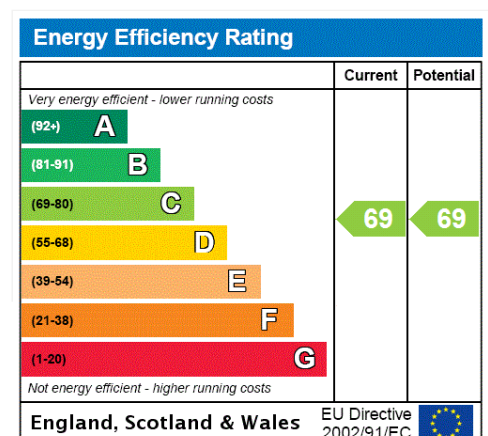 Energy Efficiency Rating
Current Potential
Very energy efficient - lower running costs
(92+) A
(81-91) B
(69-80) C
69 69
(55-68) D
(39-54) E
(21-38) F
(1-20) G
Not energy efficient - higher running costs
England, Scotland & Wales
EU Directive
2002/91/EC